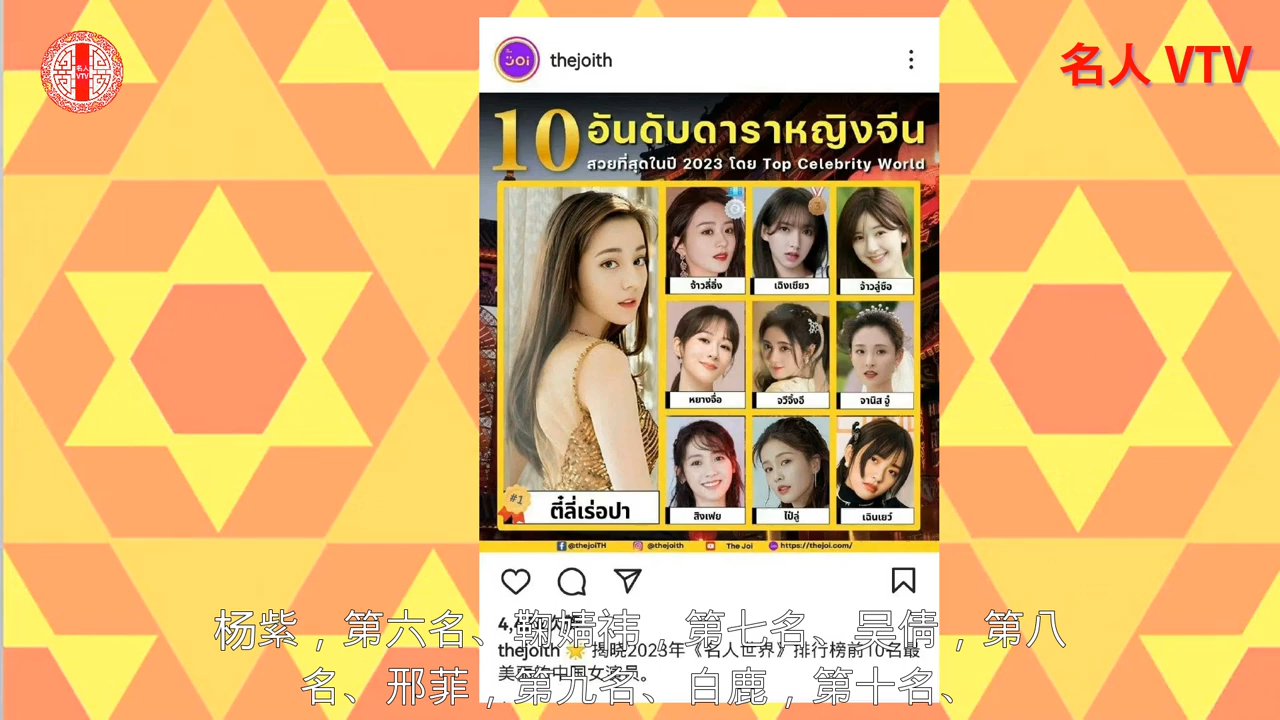 名人
VTV
名人 VTV
thejoith
10 อันดับดาราหญิงจีน
สวยที่สุดในปี 2023 โดย Top Celebrity World
จ้าวลี่อิ่ง
เฉิงเซียว
จ้าวลู่ซือ
หยางจื่อ
จวีจิ้งอี
จานิส อู๋
#1
ตี๋ลี่เร่อปา
สิงเฟย
ไป๋ลู่
เฉินเยว์
@thejoiTH
@thejoith
The Joi
https://thejoi.com/
杨紫，第六名、鞠婧祎，第七名、吴倩，第八
thejoith 🌟 揭晓2023年《名人世界》排行榜前10名最
名、邢菲，第九名、白鹿，第十名、